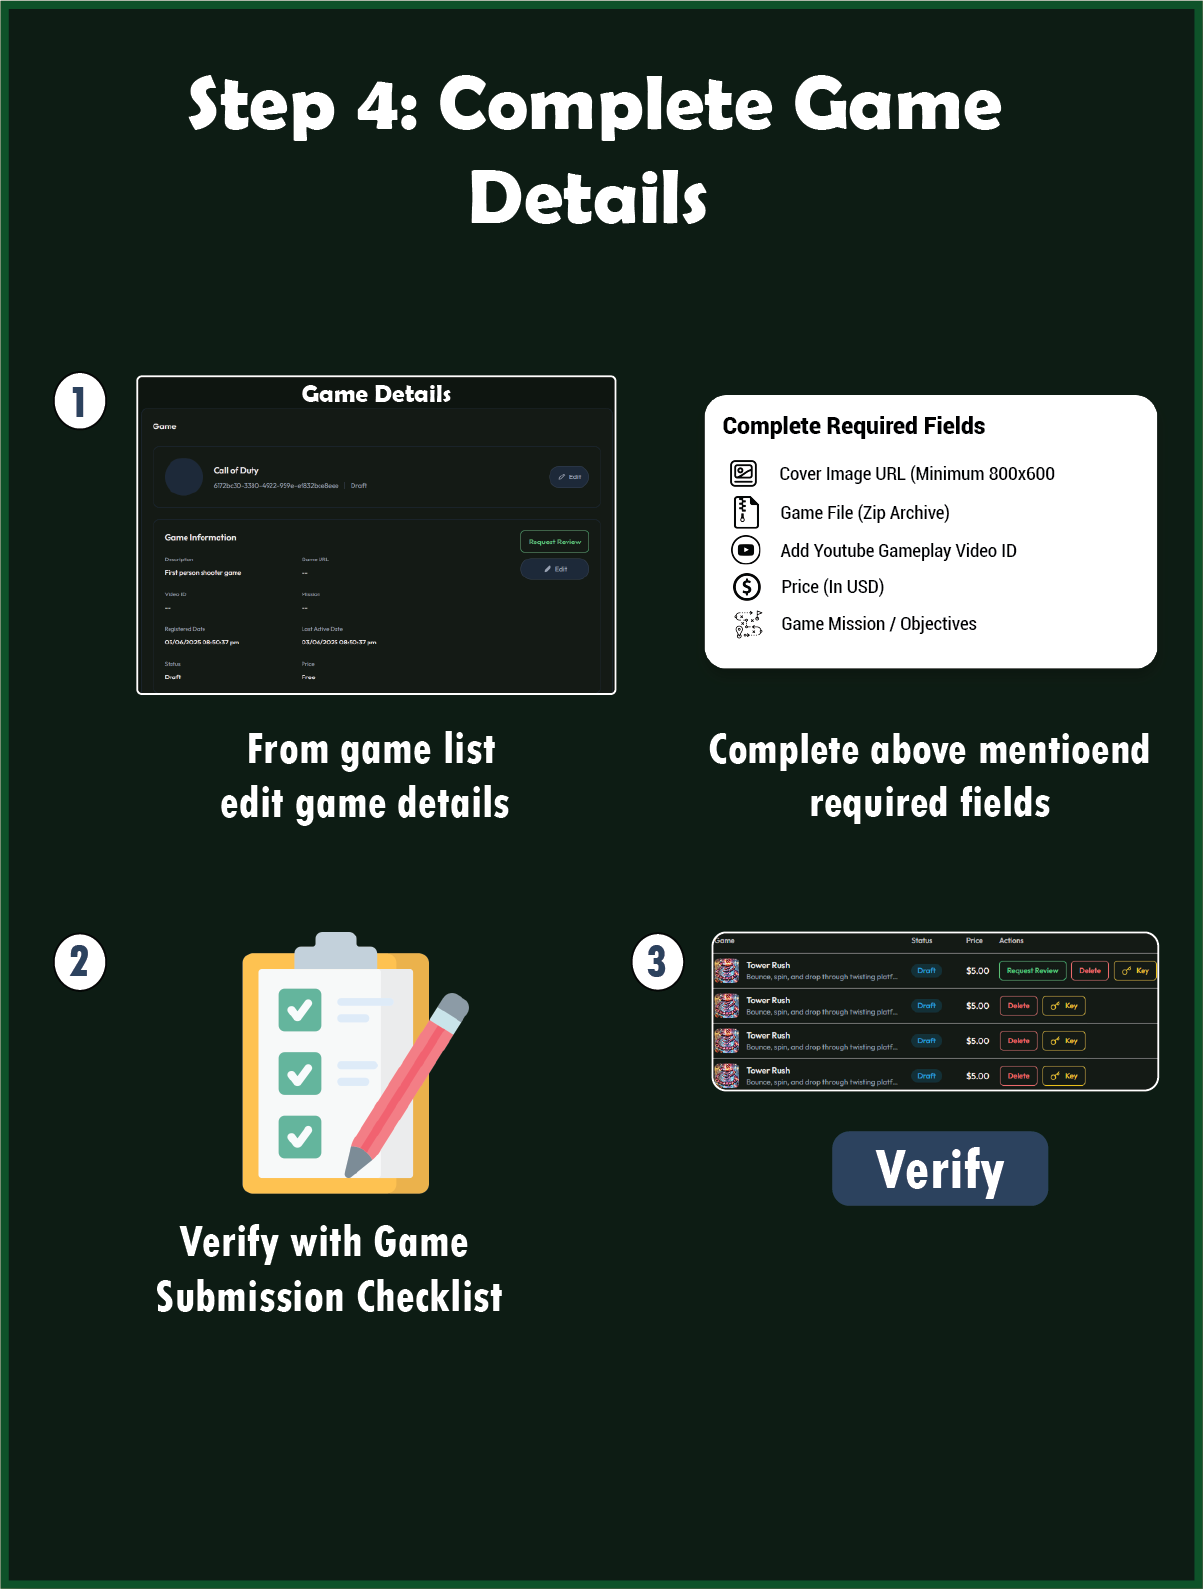 Step 4: Complete Game
Details
1
Game Details
Game
Call of Duty
Draft
Edit
Game Information
Request Review
Edit
Description
Game URL
First person shooter game
--
Video ID
Mission
--
--
Registered Date
Last Active Date
03/06/2025 08:50:37 pm
03/06/2025 08:50:37 pm
Status
Price
Draft
Free
Complete Required Fields
Cover Image URL (Minimum 800x600
Game File (Zip Archive)
Add Youtube Gameplay Video ID
Price (In USD)
Game Mission / Objectives
From game list
edit game details
Complete above mentioend
required fields
2
Verify with Game
Submission Checklist
3
Game Status Price Actions
Tower Rush
Bounce, spin, and drop through twisting platf...
Draft $5.00 Request Review Delete Key
Tower Rush
Bounce, spin, and drop through twisting platf...
Draft $5.00 Delete Key
Tower Rush
Bounce, spin, and drop through twisting platf...
Draft $5.00 Delete Key
Tower Rush
Bounce, spin, and drop through twisting platf...
Draft $5.00 Delete Key
Verify